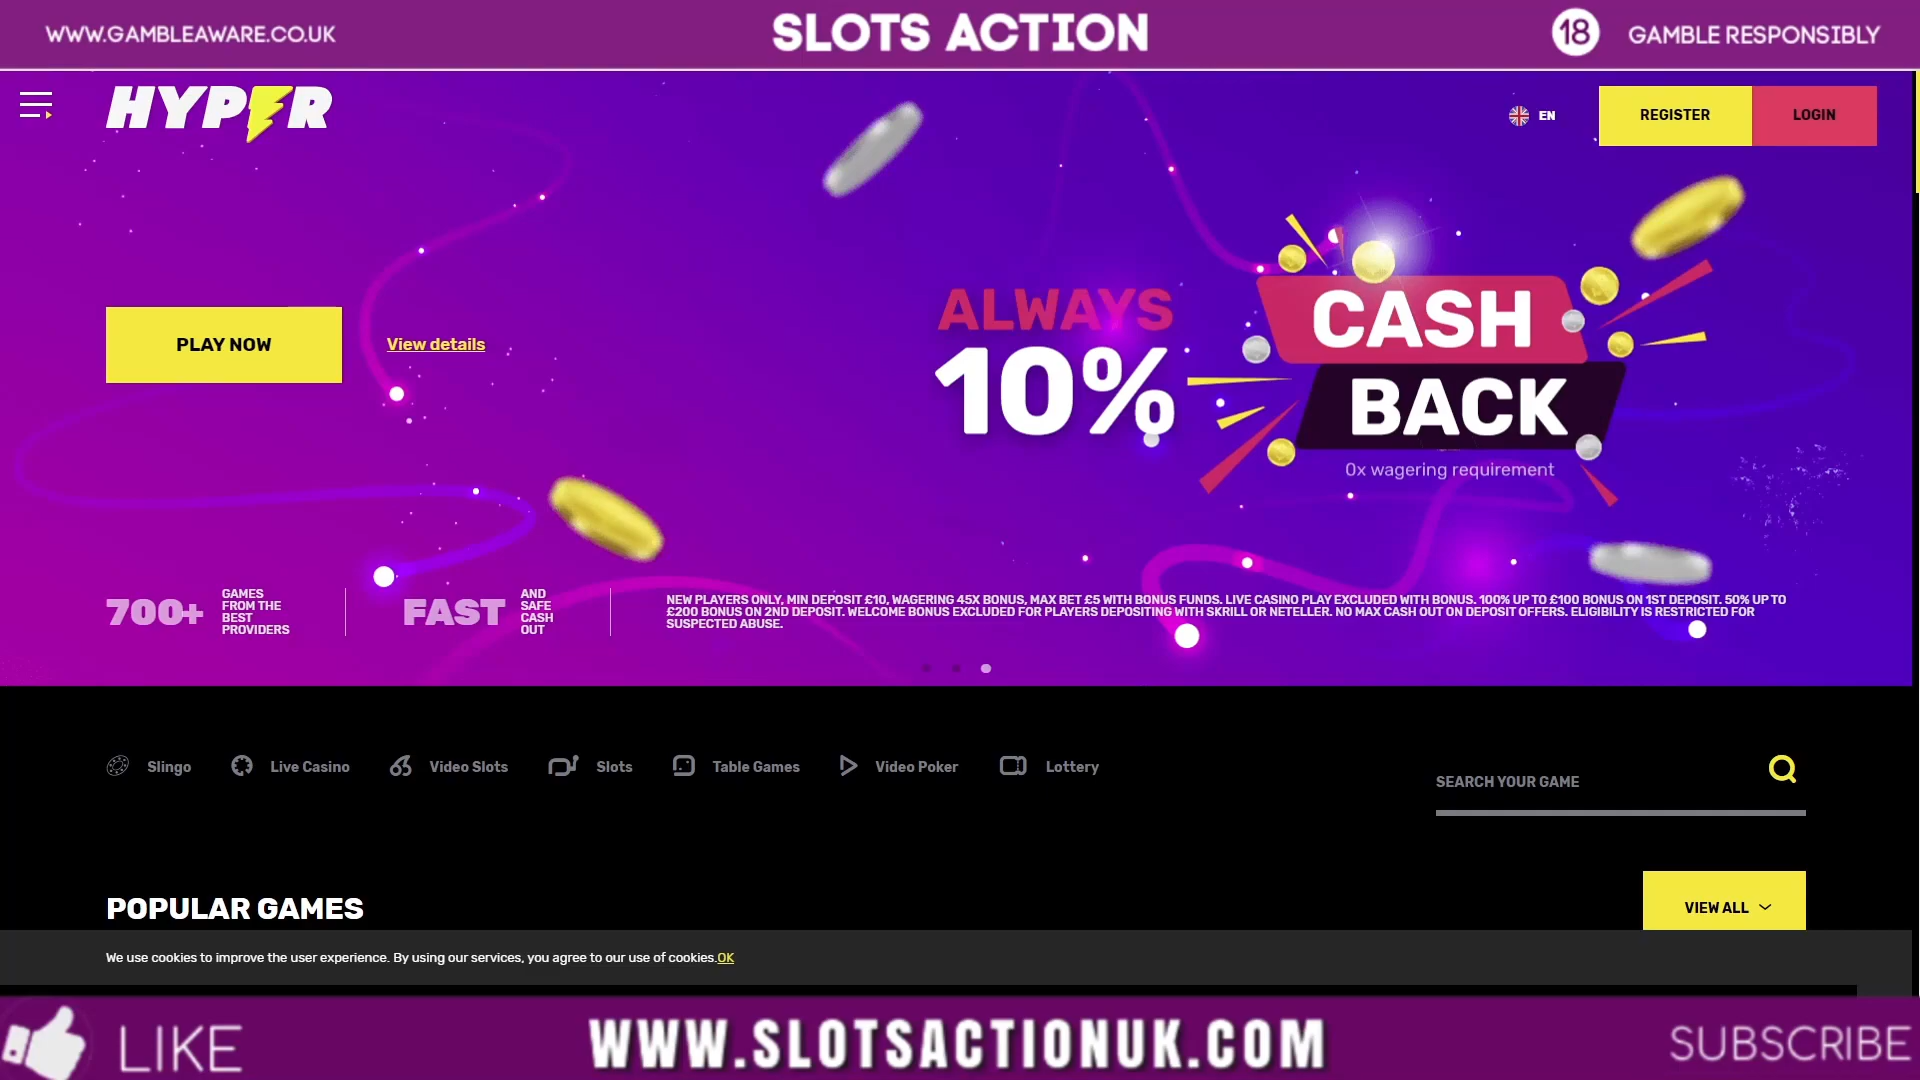 WWW.GAMBLEAWARE.CO.UK
SLOTS ACTION
18
GAMBLE RESPONSIBLY
HYPER
EN
REGISTER
LOGIN
ALWAYS
10%
CASH
BACK
0x wagering requirement
PLAY NOW
View details
700+
GAMES
FROM THE
BEST
PROVIDERS
FAST
AND
SAFE
CASH
OUT
NEW PLAYERS ONLY, MIN DEPOSIT £10, WAGERING 45X BONUS, MAX BET £5 WITH BONUS FUNDS. LIVE CASINO PLAY EXCLUDED WITH BONUS. 100% UP TO £100 BONUS ON 1ST DEPOSIT. 50% UP TO
£200 BONUS ON 2ND DEPOSIT. WELCOME BONUS EXCLUDED FOR PLAYERS DEPOSITING WITH SKRILL OR NETELLER. NO MAX CASH OUT ON DEPOSIT OFFERS. ELIGIBILITY IS RESTRICTED FOR
SUSPECTED ABUSE.
Slingo
Live Casino
Video Slots
Slots
Table Games
Video Poker
Lottery
SEARCH YOUR GAME
POPULAR GAMES
VIEW ALL
We use cookies to improve the user experience. By using our services, you agree to our use of cookies.OK
LIKE
WWW.SLOTSACTIONUK.COM
SUBSCRIBE